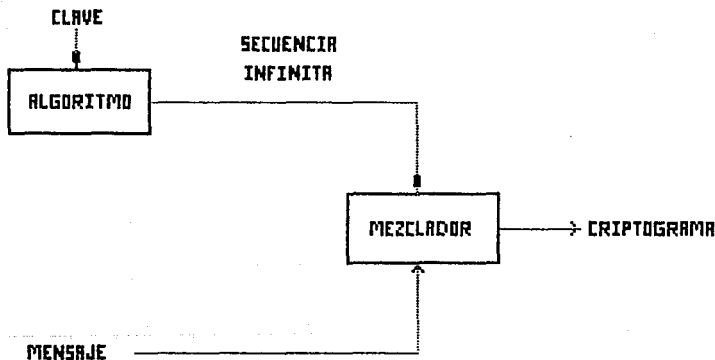 CLAVE
SECUENCIA
INFINITA
ALGORITMO
MEZCLADOR
CRIPTOGRAMA
MENSAJE